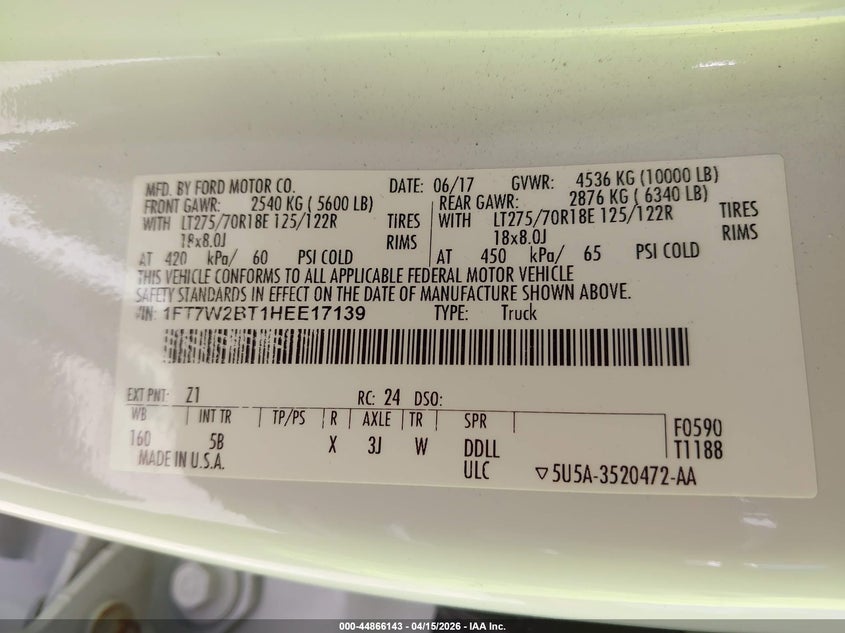 MFD. BY FORD MOTOR CO. DATE: 06/17 GVWR: 4536 KG (10000 LB)
FRONT GAWR: 2540 KG ( 5600 LB) REAR GAWR: 2876 KG ( 6340 LB)
WITH LT275/70R18E 125/122R TIRES WITH LT275/70R18E 125/122R TIRES
18x8.0J RIMS 18x8.0J RIMS
AT 420 kPa/ 60 PSI COLD AT 450 kPa/ 65 PSI COLD
THIS VEHICLE CONFORMS TO ALL APPLICABLE FEDERAL MOTOR VEHICLE
SAFETY STANDARDS IN EFFECT ON THE DATE OF MANUFACTURE SHOWN ABOVE.
VIN: 1FT7W2BT1HEE17139 TYPE: Truck
EXT PNT: Z1 RC: 24 DSO:
WB INT TR TP/PS R AXLE TR SPR F0590
160 5B X 3J W DDLL T1188
MADE IN U.S.A. ULC ▽5U5A-3520472-AA
000-44866143 - 04/15/2026 - IAA Inc.